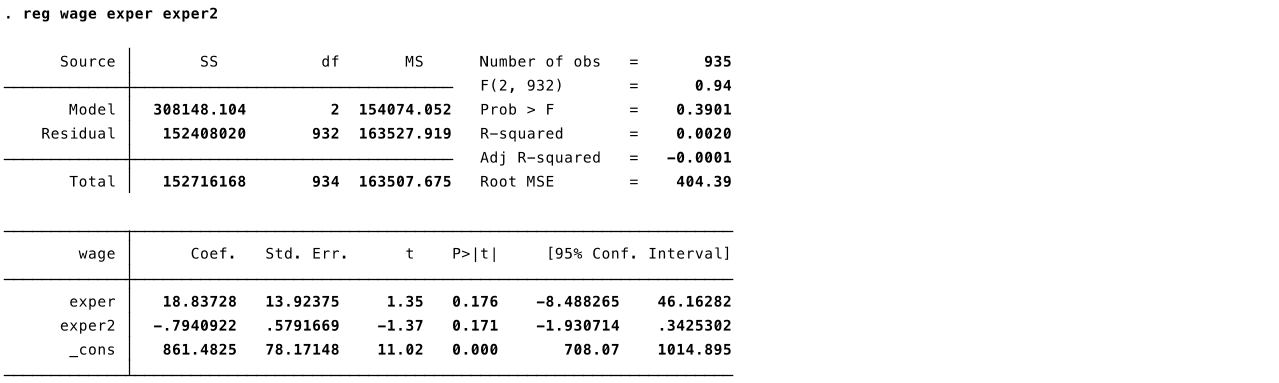 . reg wage exper exper2
Source SS df MS Number of obs = 935
F(2, 932) = 0.94
Model 308148.104 2 154074.052 Prob > F = 0.3901
Residual 152408020 932 163527.919 R-squared = 0.0020
Adj R-squared = -0.0001
Total 152716168 934 163507.675 Root MSE = 404.39
wage Coef. Std. Err. t P>|t| [95% Conf. Interval]
exper 18.83728 13.92375 1.35 0.176 -8.488265 46.16282
exper2 -.7940922 .5791669 -1.37 0.171 -1.930714 .3425302
_cons 861.4825 78.17148 11.02 0.000 708.07 1014.895